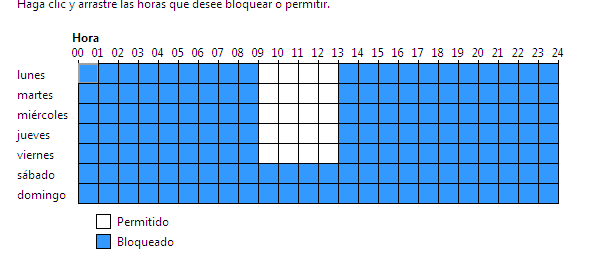 Haga clic y arrastre las horas que desee bloquear o permitir.
Hora
00 01 02 03 04 05 06 07 08 09 10 11 12 13 14 15 16 17 18 19 20 21 22 23 24
lunes
martes
miércoles
jueves
viernes
sábado
domingo
Permitido
Bloqueado